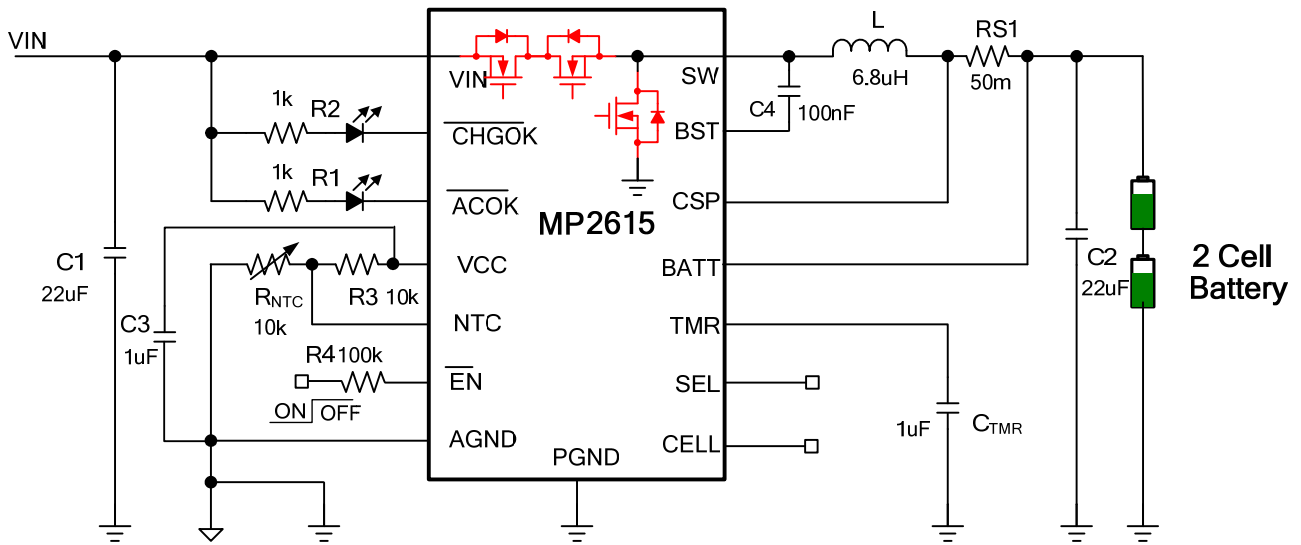 VIN
L
VIN
SW
6.8uH
RS1
50m
1k
R2
C4
100nF
CHGOK
BST
1k
R1
ACOK
CSP
MP2615
C1
22uF
VCC
BATT
C2
22uF
2 Cell
Battery
RNTC
10k
R3 10k
C3
1uF
NTC
TMR
R4 100k
EN
SEL
ON OFF
AGND
CELL
1uF
CTMR
PGND